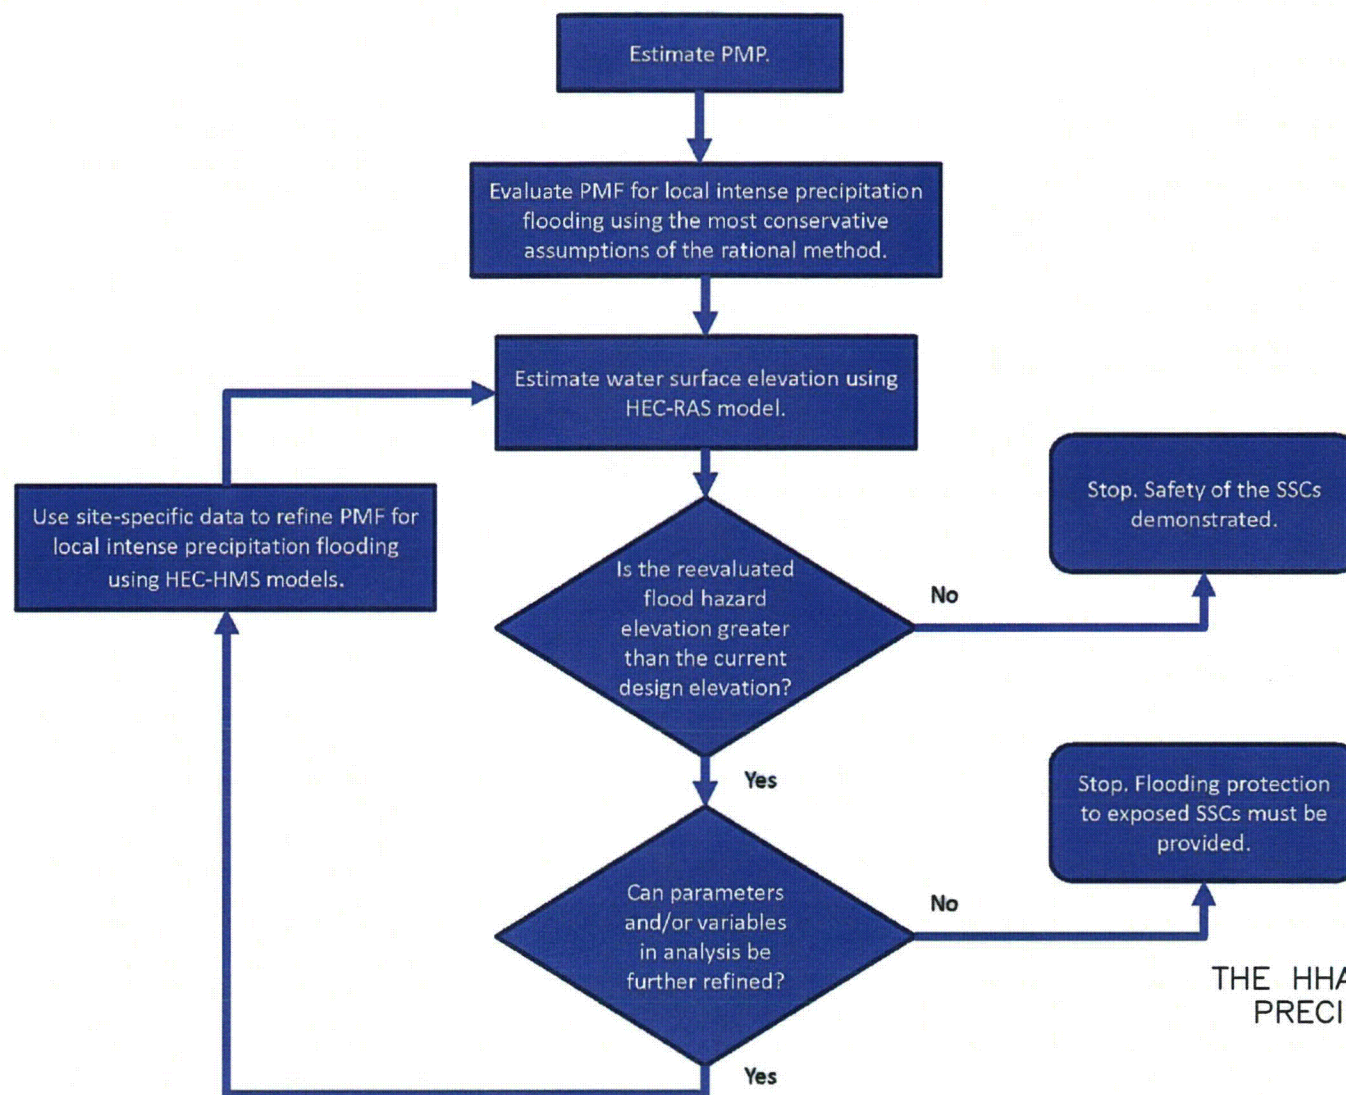 Estimate PMP.
Evaluate PMF for local intense precipitation
flooding using the most conservative
assumptions of the rational method.
Estimate water surface elevation using
HEC-RAS model.
Use site-specific data to refine PMF for
local intense precipitation flooding
using HEC-HMS models.
Is the reevaluated
flood hazard
elevation greater
than the current
design elevation?
No
Stop. Safety of the SSCs
demonstrated.
Yes
Can parameters
and/or variables
in analysis be
further refined?
No
Stop. Flooding protection
to exposed SSCs must be
provided.
Yes
THE HHA
PRECI